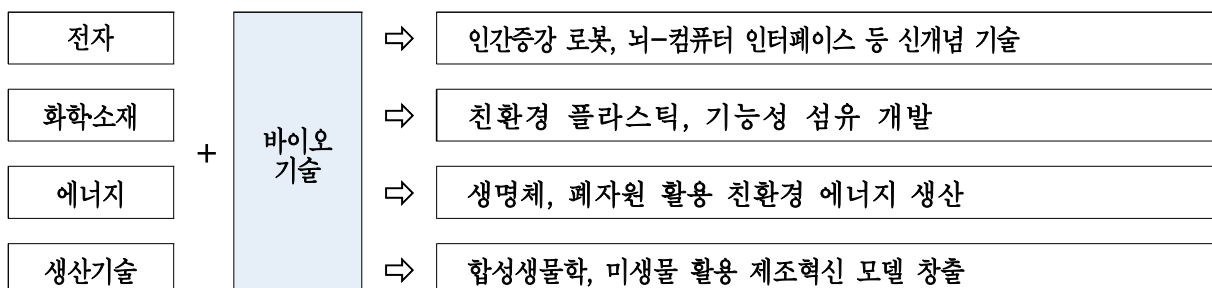 전자
⇨ 인간증강 로봇, 뇌-컴퓨터 인터페이스 등 신개념 기술
화학소재
⇨ 친환경 플라스틱, 기능성 섬유 개발
+
바이오
기술
에너지
⇨ 생명체, 폐자원 활용 친환경 에너지 생산
생산기술
⇨ 합성생물학, 미생물 활용 제조혁신 모델 창출